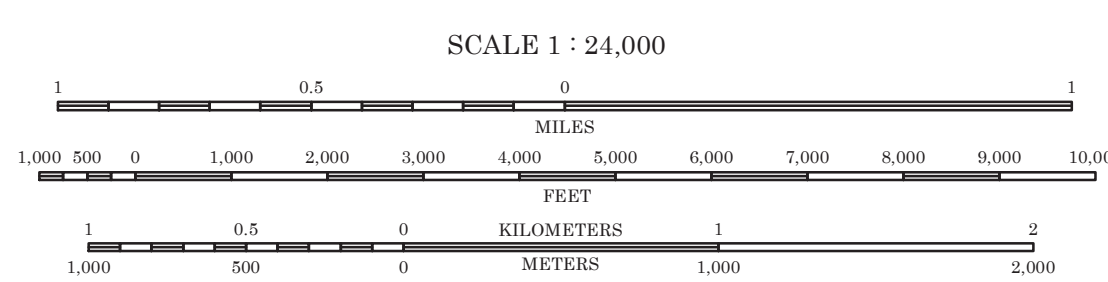 SCALE 1 : 24,000
1 0.5 0 1
MILES
1,000 500 0 1,000 2,000 3,000 4,000 5,000 6,000 7,000 8,000 9,000 10,00
FEET
1 0.5 0 KILOMETERS 1 2
1,000 500 0 METERS 1,000 2,000